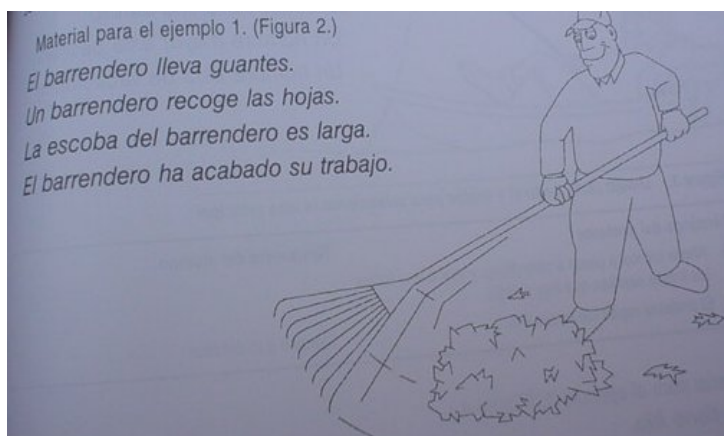 Material para el ejemplo 1. (Figura 2.)
El barrendero lleva guantes.
Un barrendero recoge las hojas.
La escoba del barrendero es larga.
El barrendero ha acabado su trabajo.